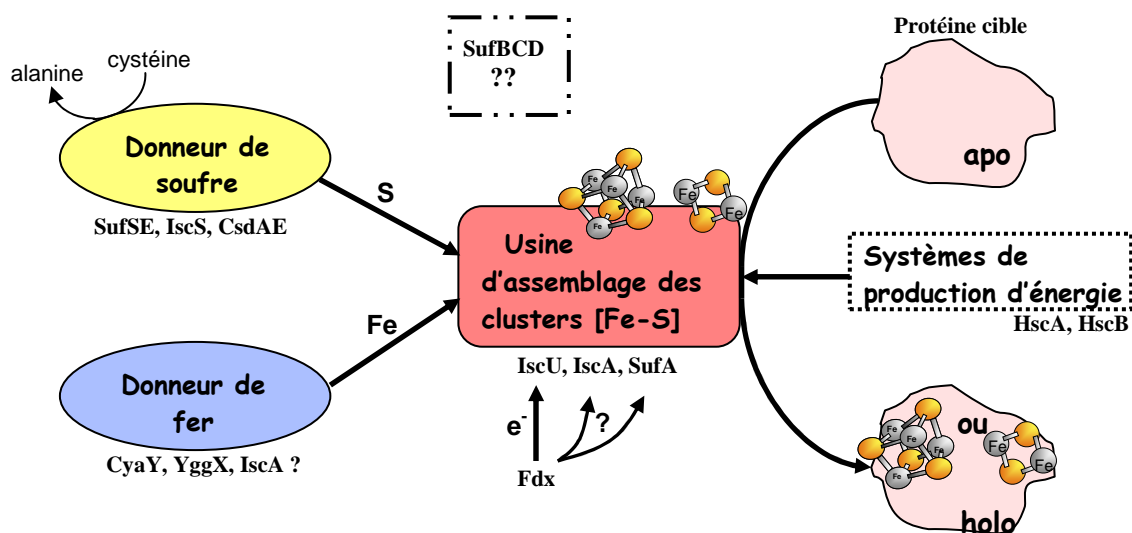 SufBCD
??
Protéine cible
alanine
cystéine
Donneur de
soufre
SufSE, IscS, CsdAE
S
Fe
Fe
Fe
Fe
Fe
Fe
Usine
d'assemblage des
clusters [Fe-S]
IscU, IscA, SufA
apo
Systèmes de
production d'énergie
HscA, HscB
Fe
Donneur de
fer
CyaY, YggX, IscA ?
e-
?
Fdx
ou
Fe
Fe
Fe
Fe
Fe
Fe
holo